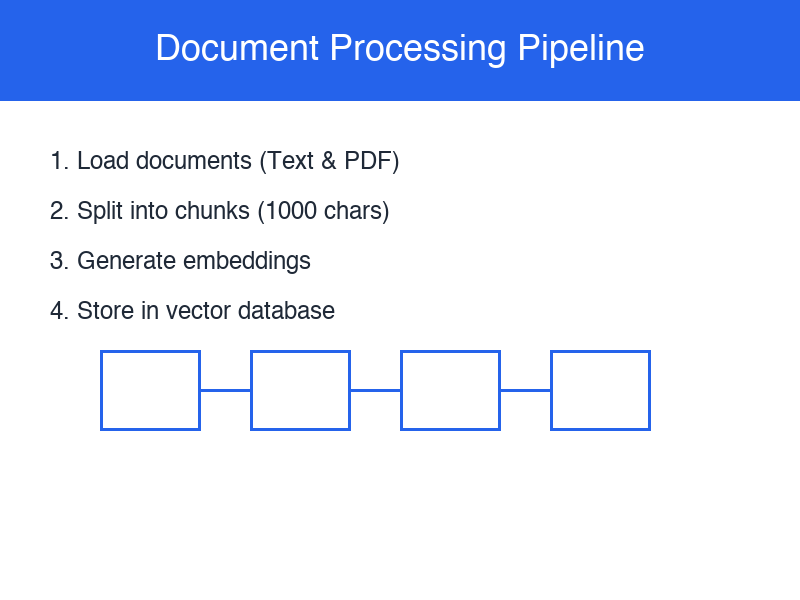 Document Processing Pipeline
1. Load documents (Text & PDF)
2. Split into chunks (1000 chars)
3. Generate embeddings
4. Store in vector database